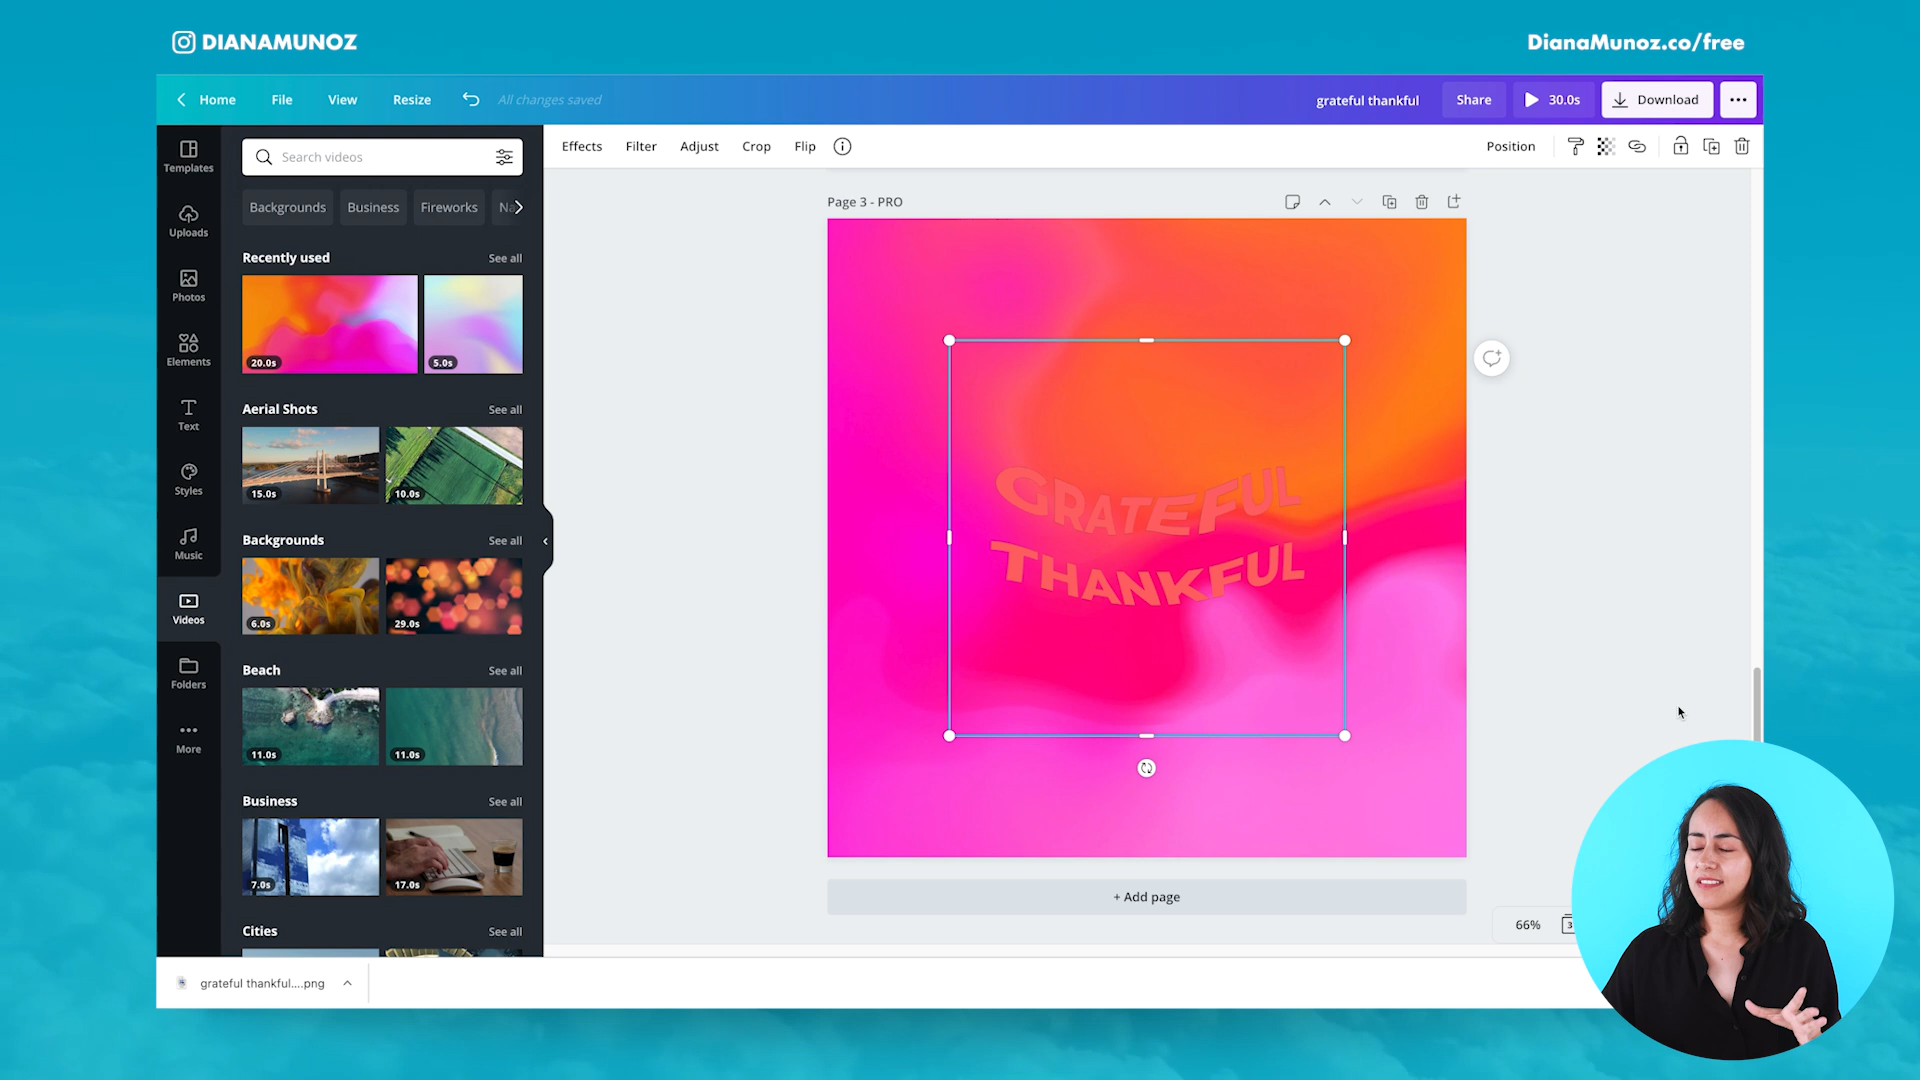 DIANAMUNOZ
DianaMunoz.co/free
Home
File
View
Resize
All changes saved
grateful thankful
Share
30.0s
Download
Templates
Uploads
Photos
Elements
Text
Styles
Music
Videos
Folders
More
Search videos
Backgrounds
Business
Fireworks
Na
Recently used
See all
20.0s
5.0s
Aerial Shots
See all
15.0s
10.0s
Backgrounds
See all
6.0s
29.0s
Beach
See all
11.0s
11.0s
Business
See all
7.0s
17.0s
Cities
See all
Effects
Filter
Adjust
Crop
Flip
Position
Page 3 - PRO
GRATEFUL
THANKFUL
+ Add page
66%
3
grateful thankful....png